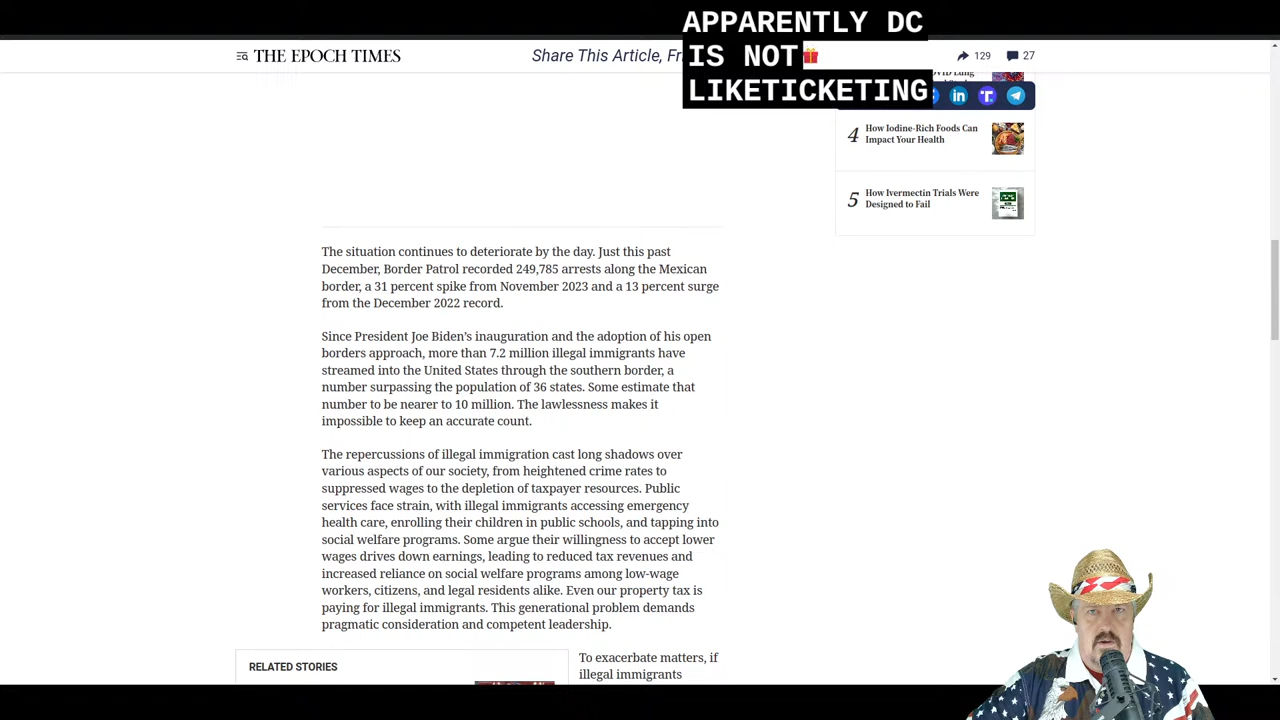 APPARENTLY DC
IS NOT
LIKETICKETING
THE EPOCH TIMES
Share This Article, Fr
129
27
4
How Iodine-Rich Foods Can
Impact Your Health
5
How Ivermectin Trials Were
Designed to Fail
The situation continues to deteriorate by the day. Just this past
December, Border Patrol recorded 249,785 arrests along the Mexican
border, a 31 percent spike from November 2023 and a 13 percent surge
from the December 2022 record.
Since President Joe Biden's inauguration and the adoption of his open
borders approach, more than 7.2 million illegal immigrants have
streamed into the United States through the southern border, a
number surpassing the population of 36 states. Some estimate that
number to be nearer to 10 million. The lawlessness makes it
impossible to keep an accurate count.
The repercussions of illegal immigration cast long shadows over
various aspects of our society, from heightened crime rates to
suppressed wages to the depletion of taxpayer resources. Public
services face strain, with illegal immigrants accessing emergency
health care, enrolling their children in public schools, and tapping into
social welfare programs. Some argue their willingness to accept lower
wages drives down earnings, leading to reduced tax revenues and
increased reliance on social welfare programs among low-wage
workers, citizens, and legal residents alike. Even our property tax is
paying for illegal immigrants. This generational problem demands
pragmatic consideration and competent leadership.
RELATED STORIES
To exacerbate matters, if
illegal immigrants